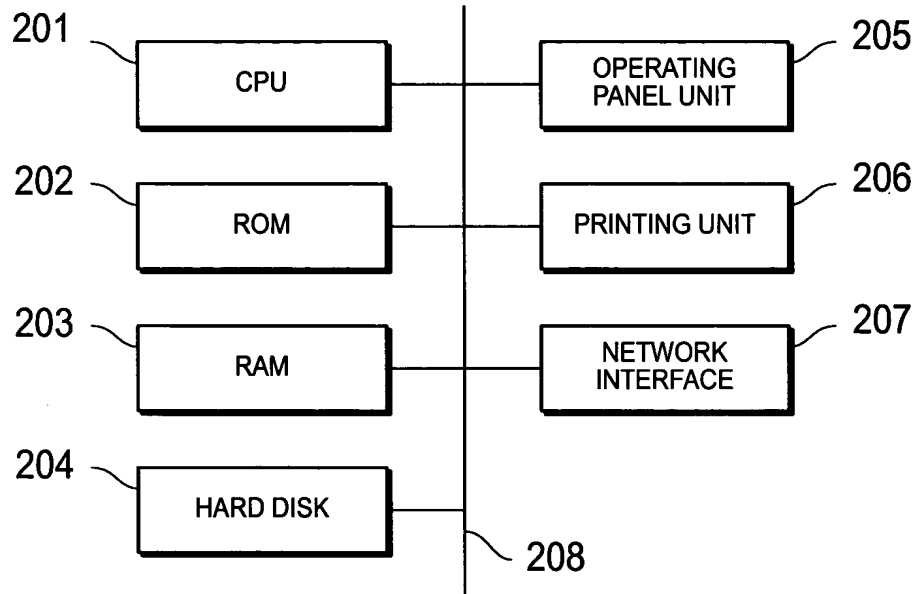 201
CPU
205
OPERATING
PANEL UNIT
202
ROM
206
PRINTING UNIT
203
RAM
207
NETWORK
INTERFACE
204
HARD DISK
208